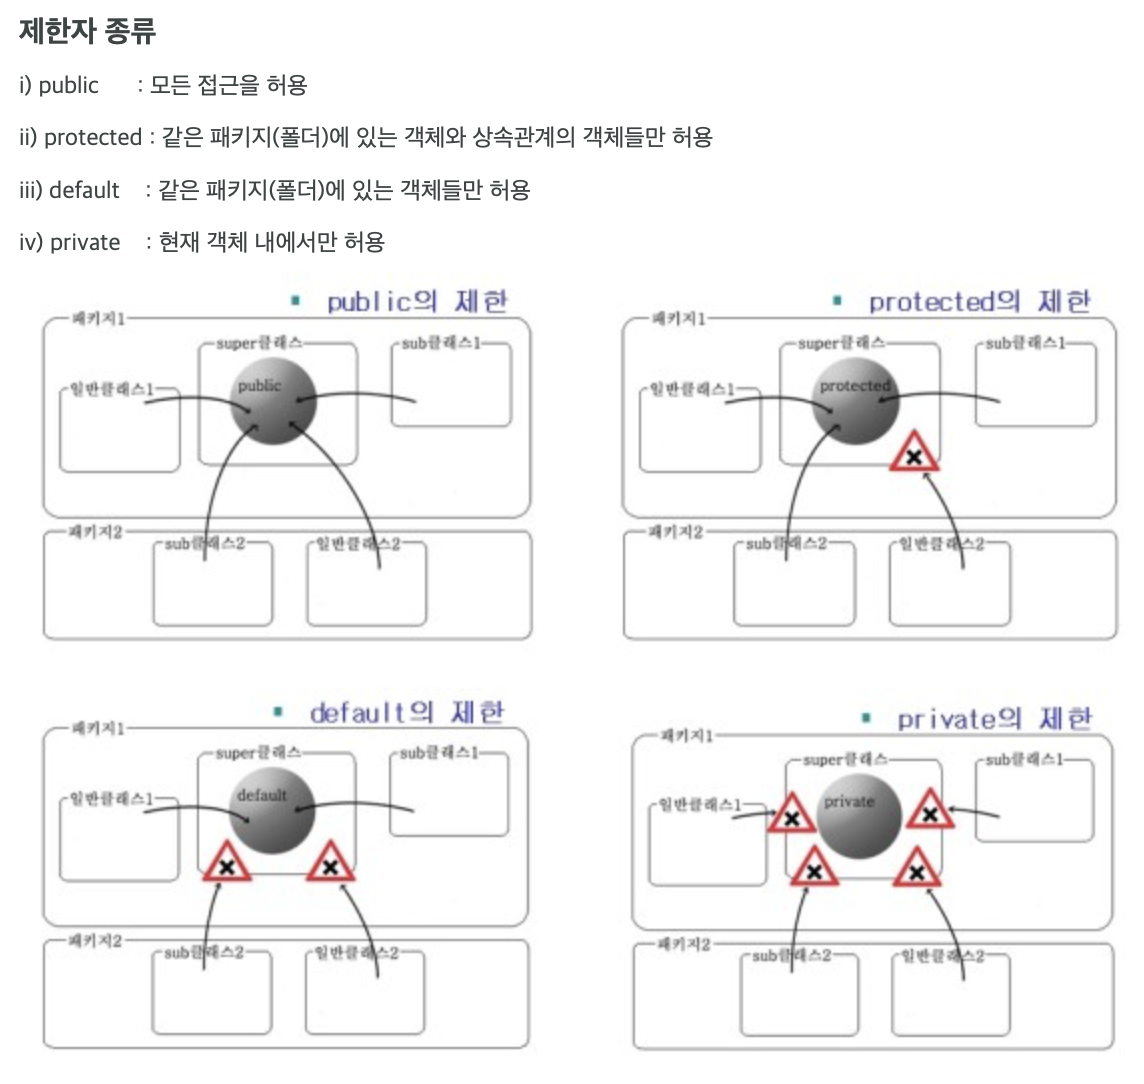 제한자 종류
i) public : 모든 접근을 허용
ii) protected : 같은 패키지(폴더)에 있는 객체와 상속관계의 객체들만 허용
iii) default : 같은 패키지(폴더)에 있는 객체들만 허용
iv) private : 현재 객체 내에서만 허용
▪ public의 제한
패키지1
super클래스
sub클래스1
public
일반클래스1
패키지2
sub클래스2
일반클래스2
▪ protected의 제한
패키지1
super클래스
sub클래스1
protected
일반클래스1
패키지2
sub클래스2
일반클래스2
▪ default의 제한
패키지1
super클래스
sub클래스1
default
일반클래스1
패키지2
sub클래스2
일반클래스2
▪ private의 제한
패키지1
super클래스
sub클래스1
private
일반클래스1
패키지2
sub클래스2
일반클래스2